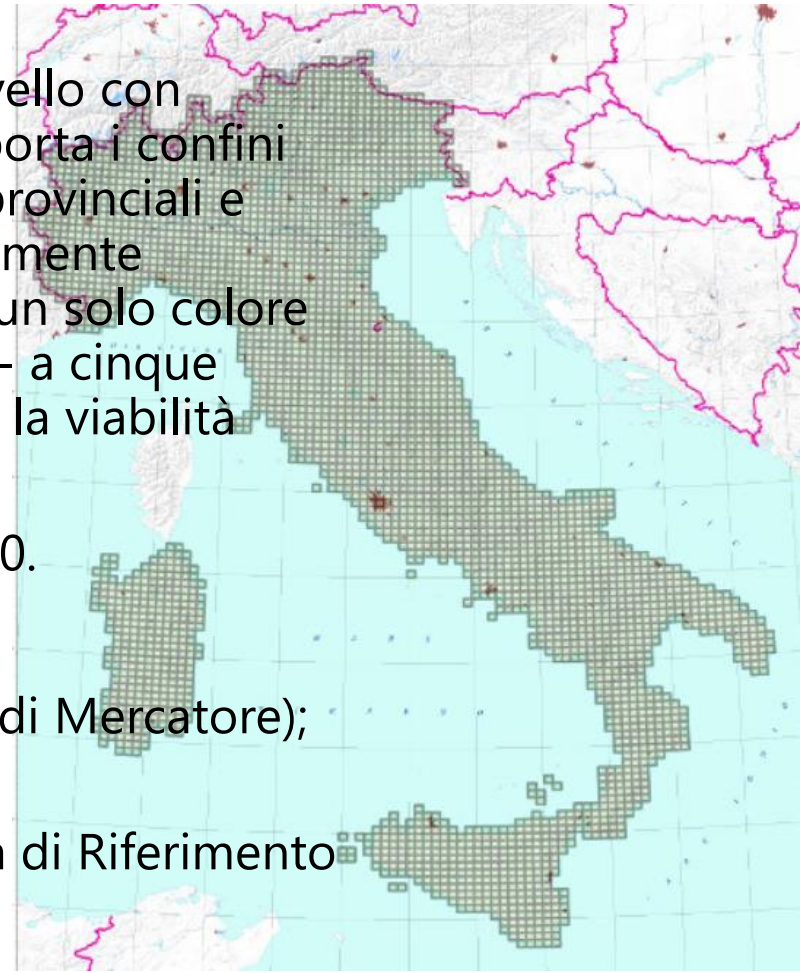 vello con
porta i confini
provinciali e
mente
un solo colore
- a cinque
la viabilità
0.
di Mercatore);
di Riferimento